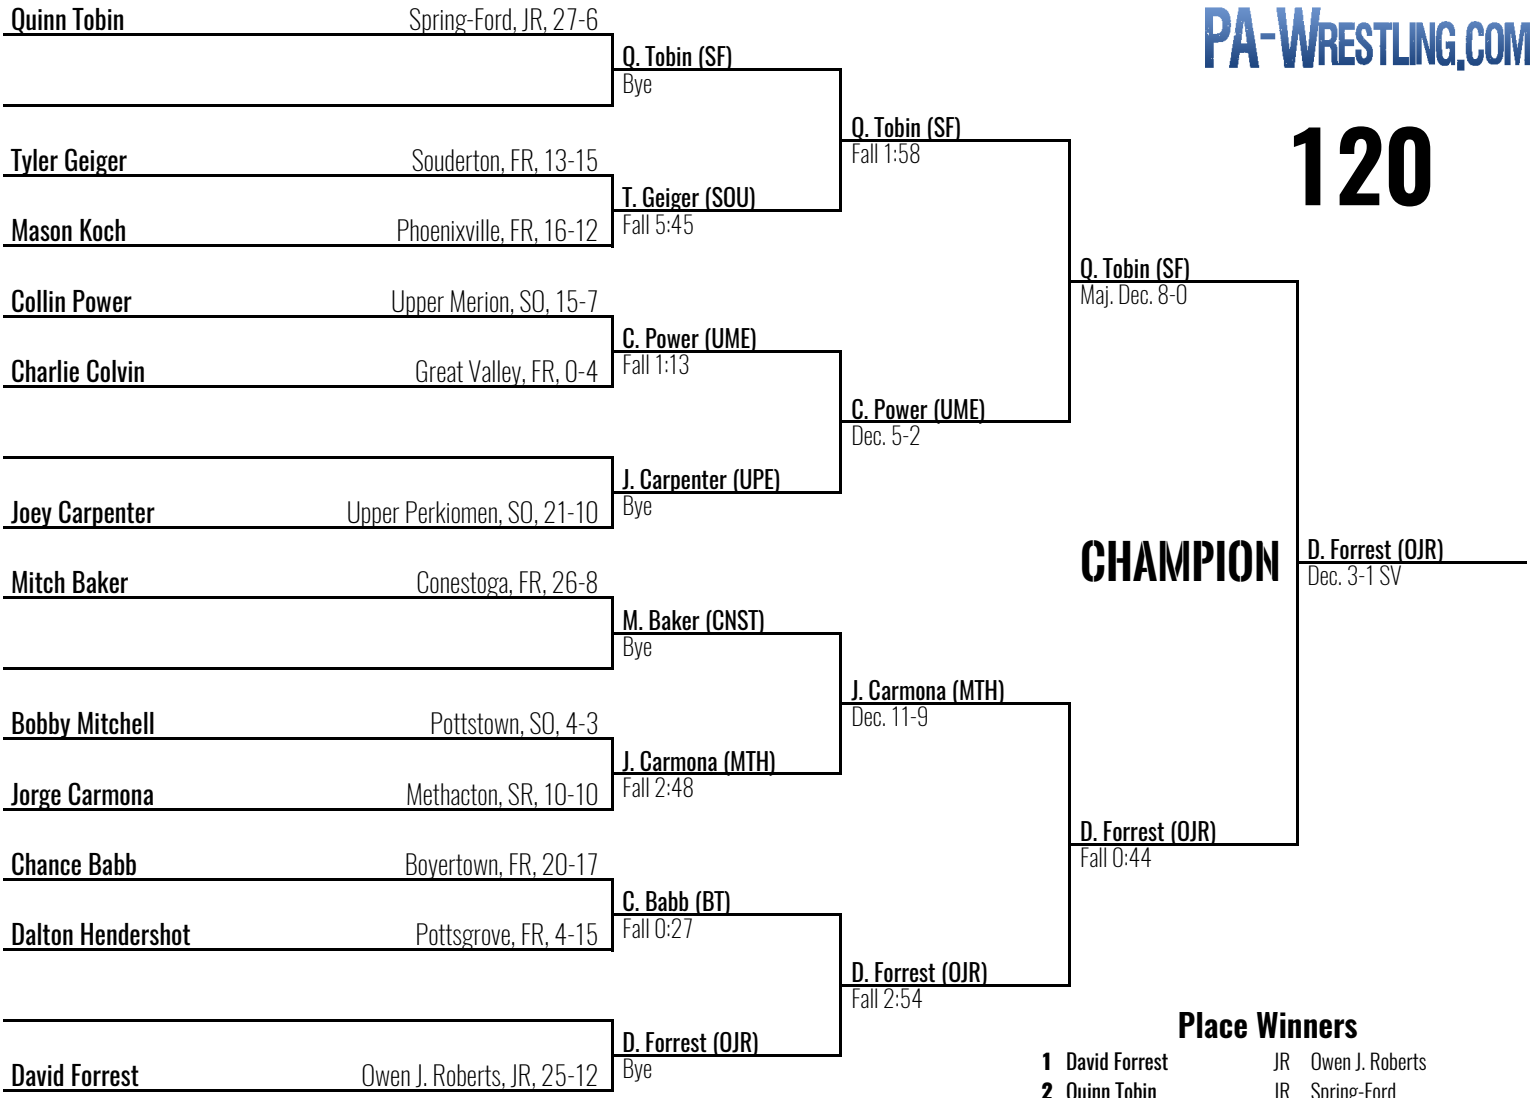 PA-WRESTLING.COM
120
Quinn Tobin Spring-Ford, JR, 27-6
Q. Tobin (SF)
Bye
Q. Tobin (SF)
Fall 1:58
Tyler Geiger Souderton, FR, 13-15
T. Geiger (SOU)
Fall 5:45
Mason Koch Phoenixville, FR, 16-12
Q. Tobin (SF)
Maj. Dec. 8-0
Collin Power Upper Merion, SO, 15-7
C. Power (UME)
Fall 1:13
Charlie Colvin Great Valley, FR, 0-4
C. Power (UME)
Dec. 5-2
J. Carpenter (UPE)
Bye
Joey Carpenter Upper Perkiomen, SO, 21-10
CHAMPION
D. Forrest (OJR)
Dec. 3-1 SV
Mitch Baker Conestoga, FR, 26-8
M. Baker (CNST)
Bye
J. Carmona (MTH)
Dec. 11-9
Bobby Mitchell Pottstown, SO, 4-3
J. Carmona (MTH)
Fall 2:48
Jorge Carmona Methacton, SR, 10-10
D. Forrest (OJR)
Fall 0:44
Chance Babb Boyertown, FR, 20-17
C. Babb (BT)
Fall 0:27
Dalton Hendershot Pottsgrove, FR, 4-15
D. Forrest (OJR)
Fall 2:54
D. Forrest (OJR)
Bye
David Forrest Owen J. Roberts, JR, 25-12
Place Winners
1 David Forrest JR Owen J. Roberts
2 Quinn Tobin JR Spring-Ford